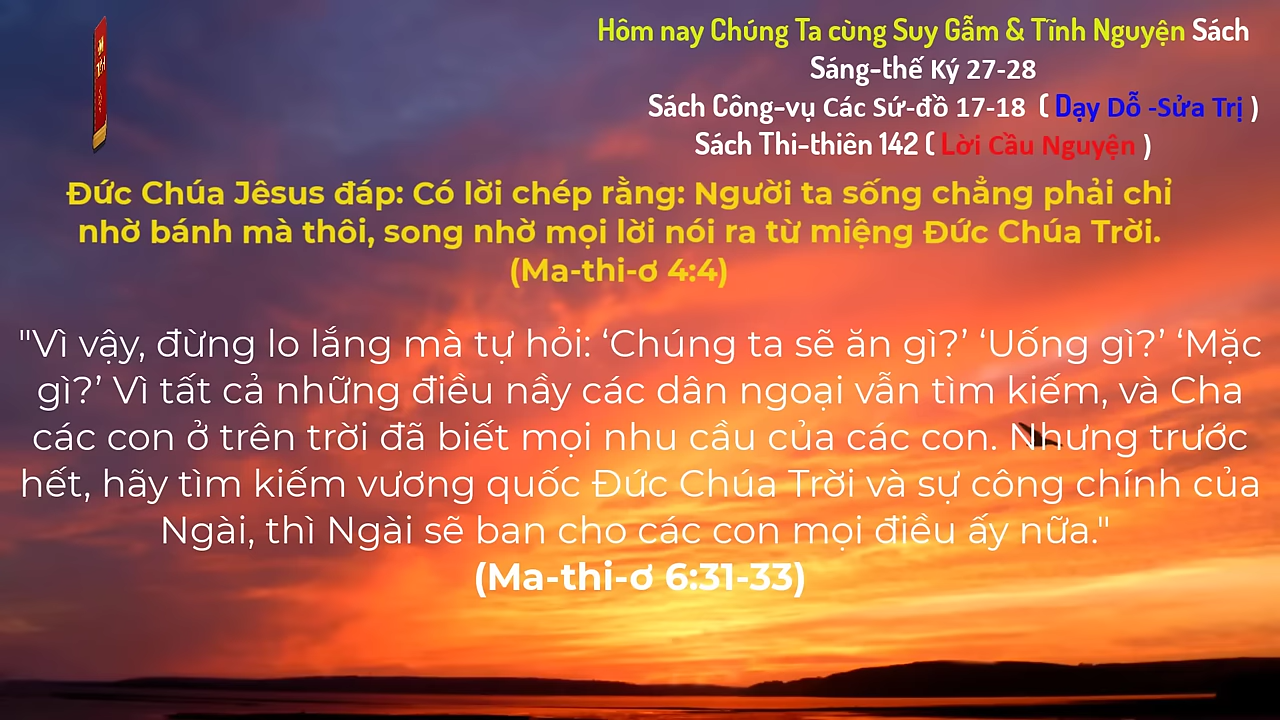 Hôm nay Chúng Ta cùng Suy Gẫm & Tĩnh Nguyện Sách
Sáng-thế Ký 27-28
Sách Công-vụ Các Sứ-đồ 17-18 ( Dạy Dỗ -Sửa Trị )
Sách Thi-thiên 142 ( Lời Cầu Nguyện )
Đức Chúa Jêsus đáp: Có lời chép rằng: Người ta sống chẳng phải chỉ
nhờ bánh mà thôi, song nhờ mọi lời nói ra từ miệng Đức Chúa Trời.
(Ma-thi-ơ 4:4)
"Vì vậy, đừng lo lắng mà tự hỏi: ‘Chúng ta sẽ ăn gì?’ ‘Uống gì?’ ‘Mặc
gì?’ Vì tất cả những điều nầy các dân ngoại vẫn tìm kiếm, và Cha
các con ở trên trời đã biết mọi nhu cầu của các con. Nhưng trước
hết, hãy tìm kiếm vương quốc Đức Chúa Trời và sự công chính của
Ngài, thì Ngài sẽ ban cho các con mọi điều ấy nữa."
(Ma-thi-ơ 6:31-33)